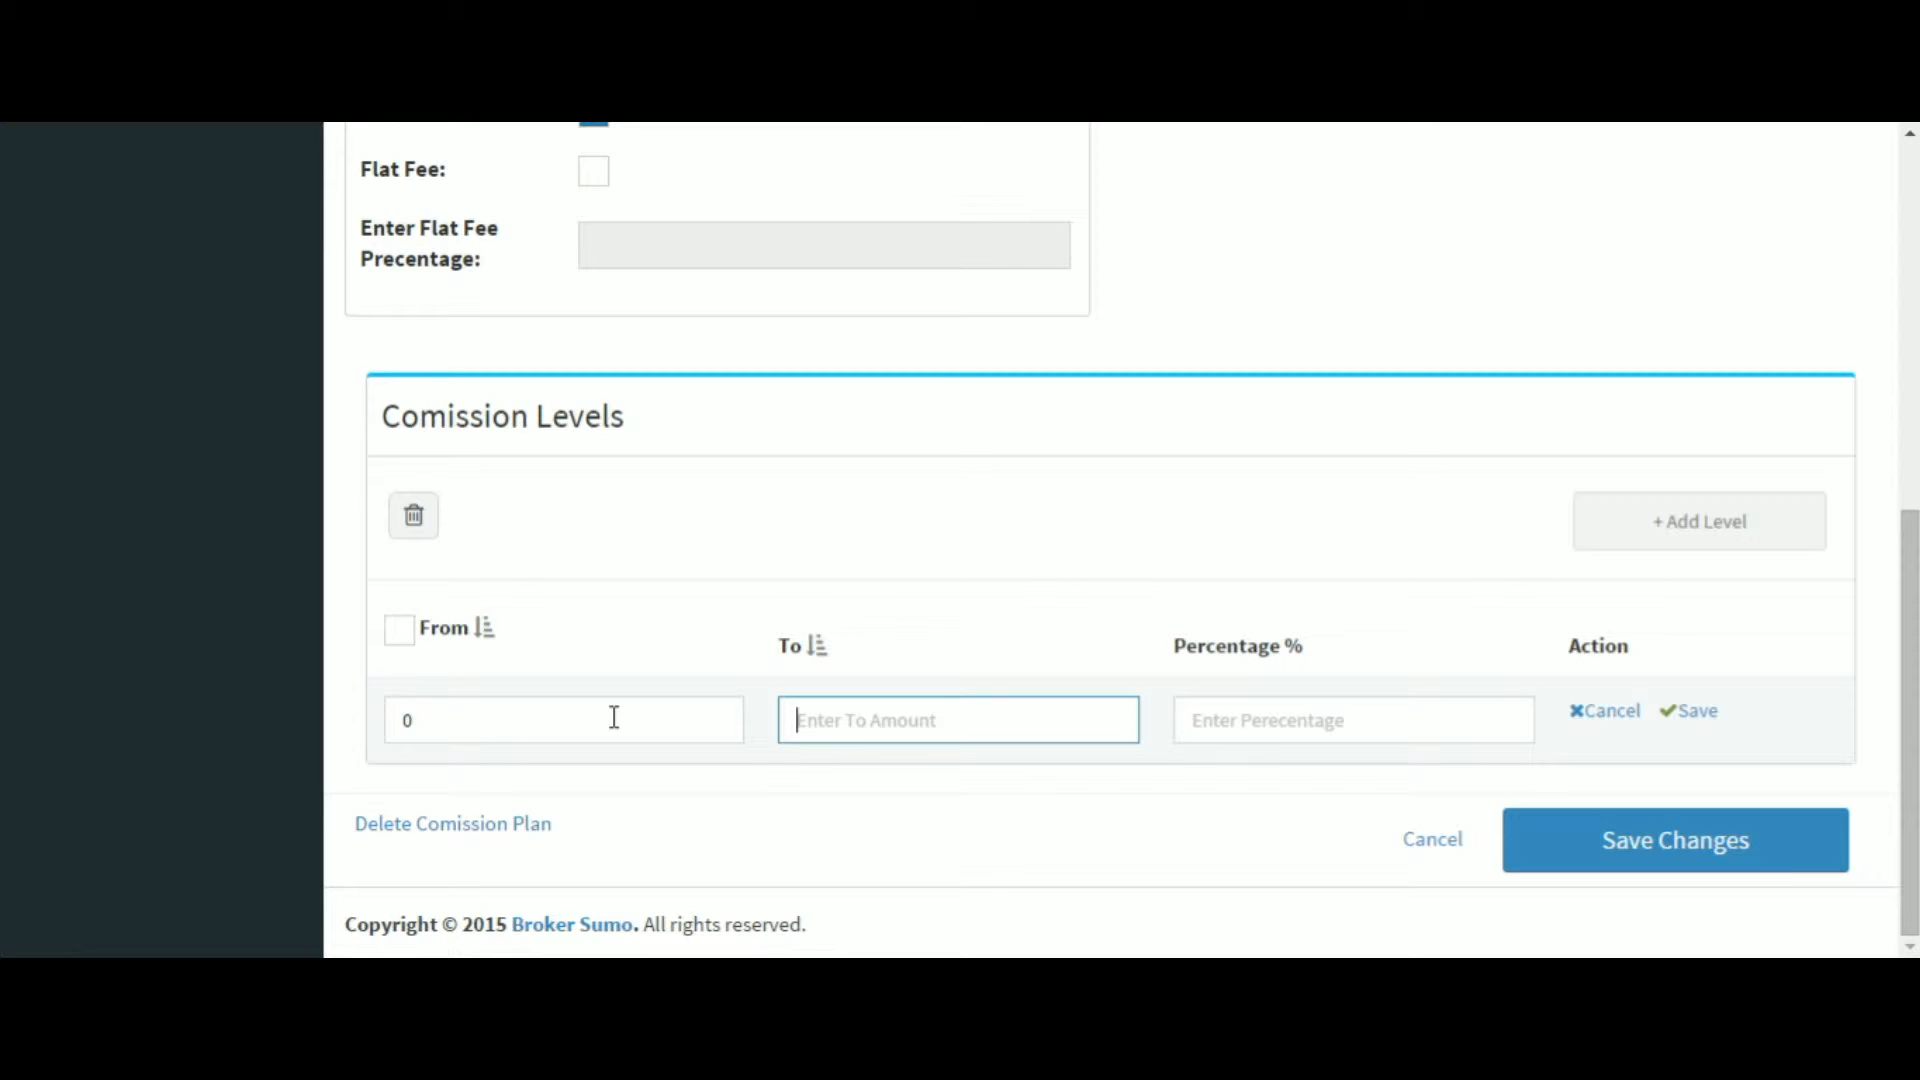 Flat Fee:
Enter Flat Fee
Precentage:
Comission Levels
+ Add Level
From
To
Percentage %
Action
0
Enter To Amount
Enter Perecentage
Cancel
Save
Delete Comission Plan
Cancel
Save Changes
Copyright © 2015 Broker Sumo. All rights reserved.